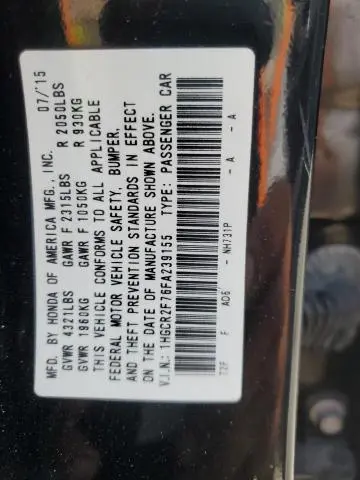 MFD. BY HONDA OF AMERICA MFG., INC. 07/15
GVWR 4321LBS GAWR F 2315LBS R 2050LBS
GVWR 1960KG GAWR F 1050KG R 930KG
THIS VEHICLE CONFORMS TO ALL APPLICABLE
FEDERAL MOTOR VEHICLE SAFETY, BUMPER,
AND THEFT PREVENTION STANDARDS IN EFFECT
ON THE DATE OF MANUFACTURE SHOWN ABOVE.
V.I.N.: 1HGCR2F76FA239155 TYPE: PASSENGER CAR
F AD6 - NH731P - A - A
T2F